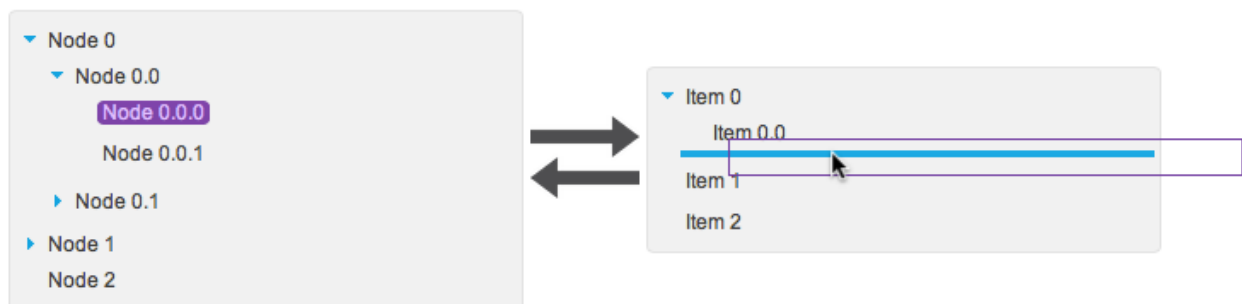 Node 0
Node 0.0
Node 0.0.0
Node 0.0.1
Node 0.1
Node 1
Node 2
Item 0
Item 0.0
Item 1
Item 2